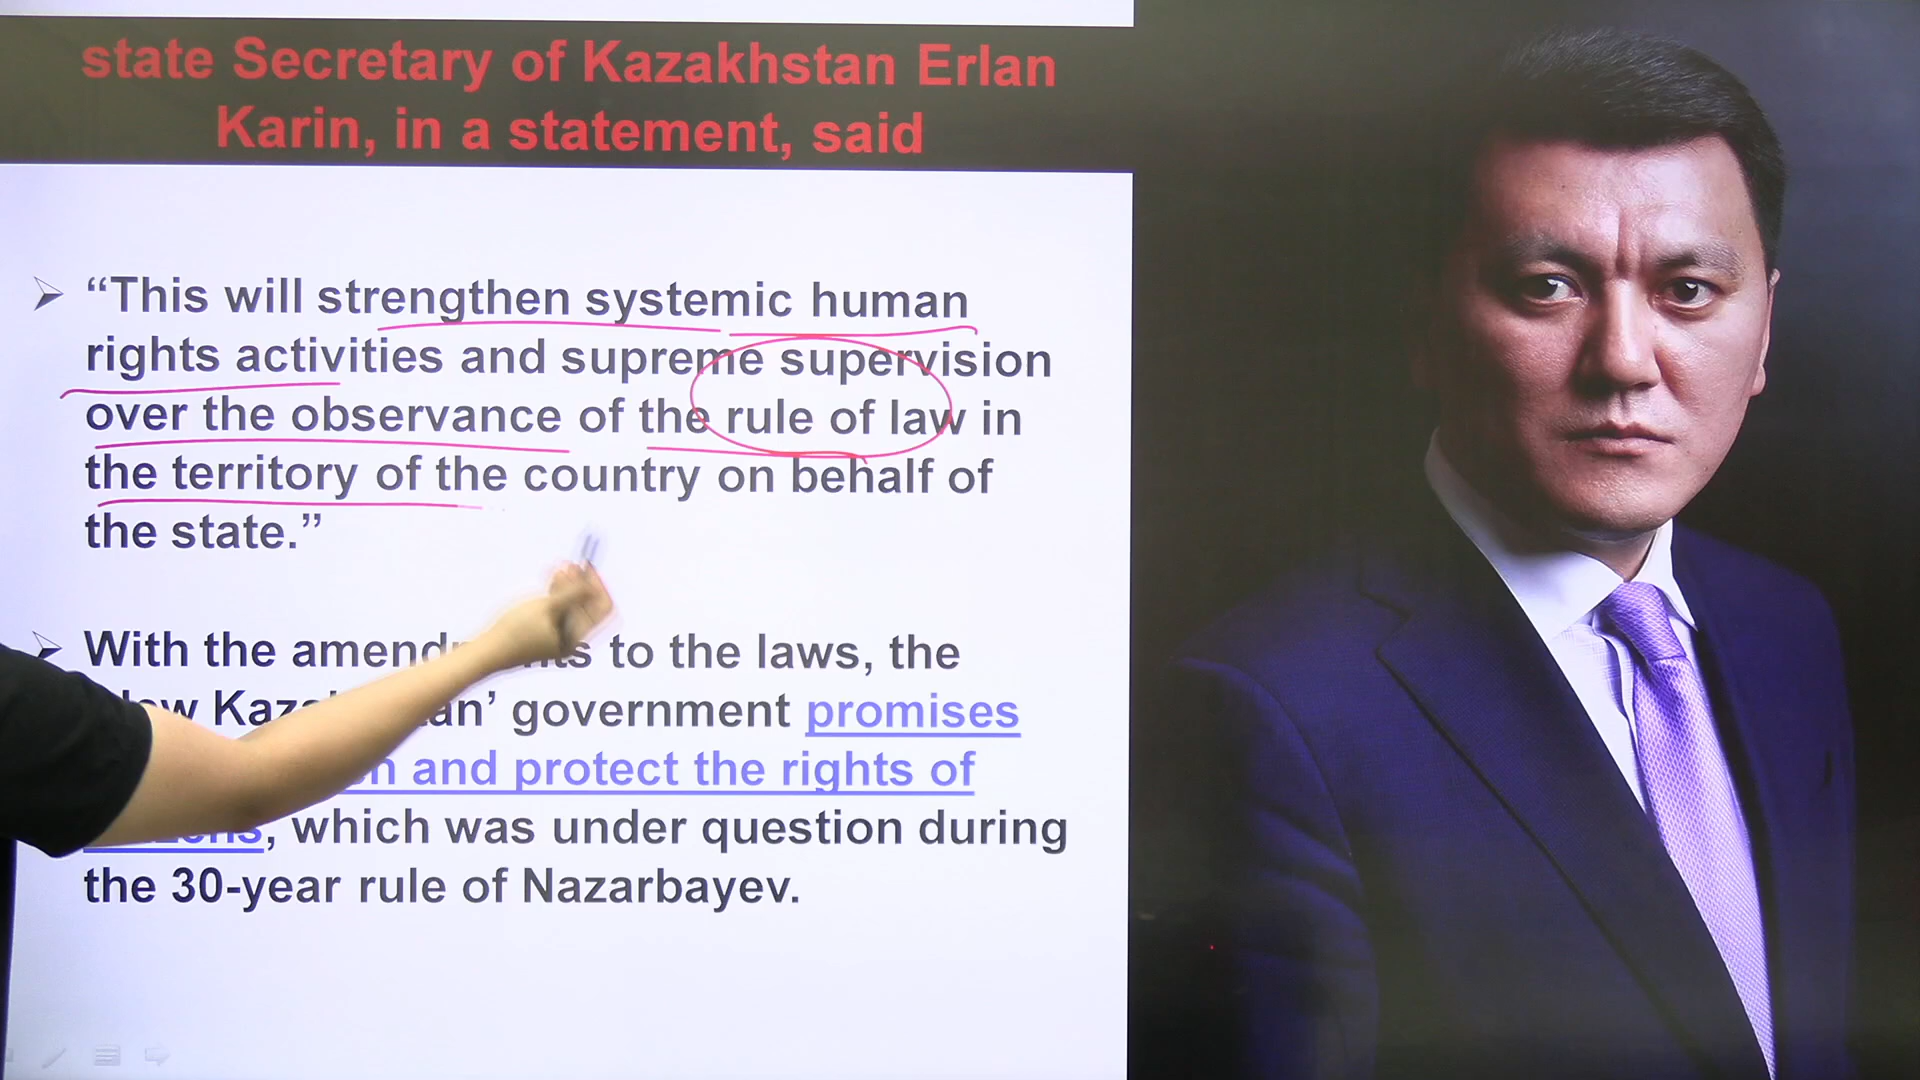 state Secretary of Kazakhstan Erlan
Karin, in a statement, said
“This will strengthen systemic human
rights activities and supreme supervision
over the observance of the rule of law in
the territory of the country on behalf of
the state.”
With the to the laws, the
government promises
and protect the rights of
which was under question during
the 30-year rule of Nazarbayev.